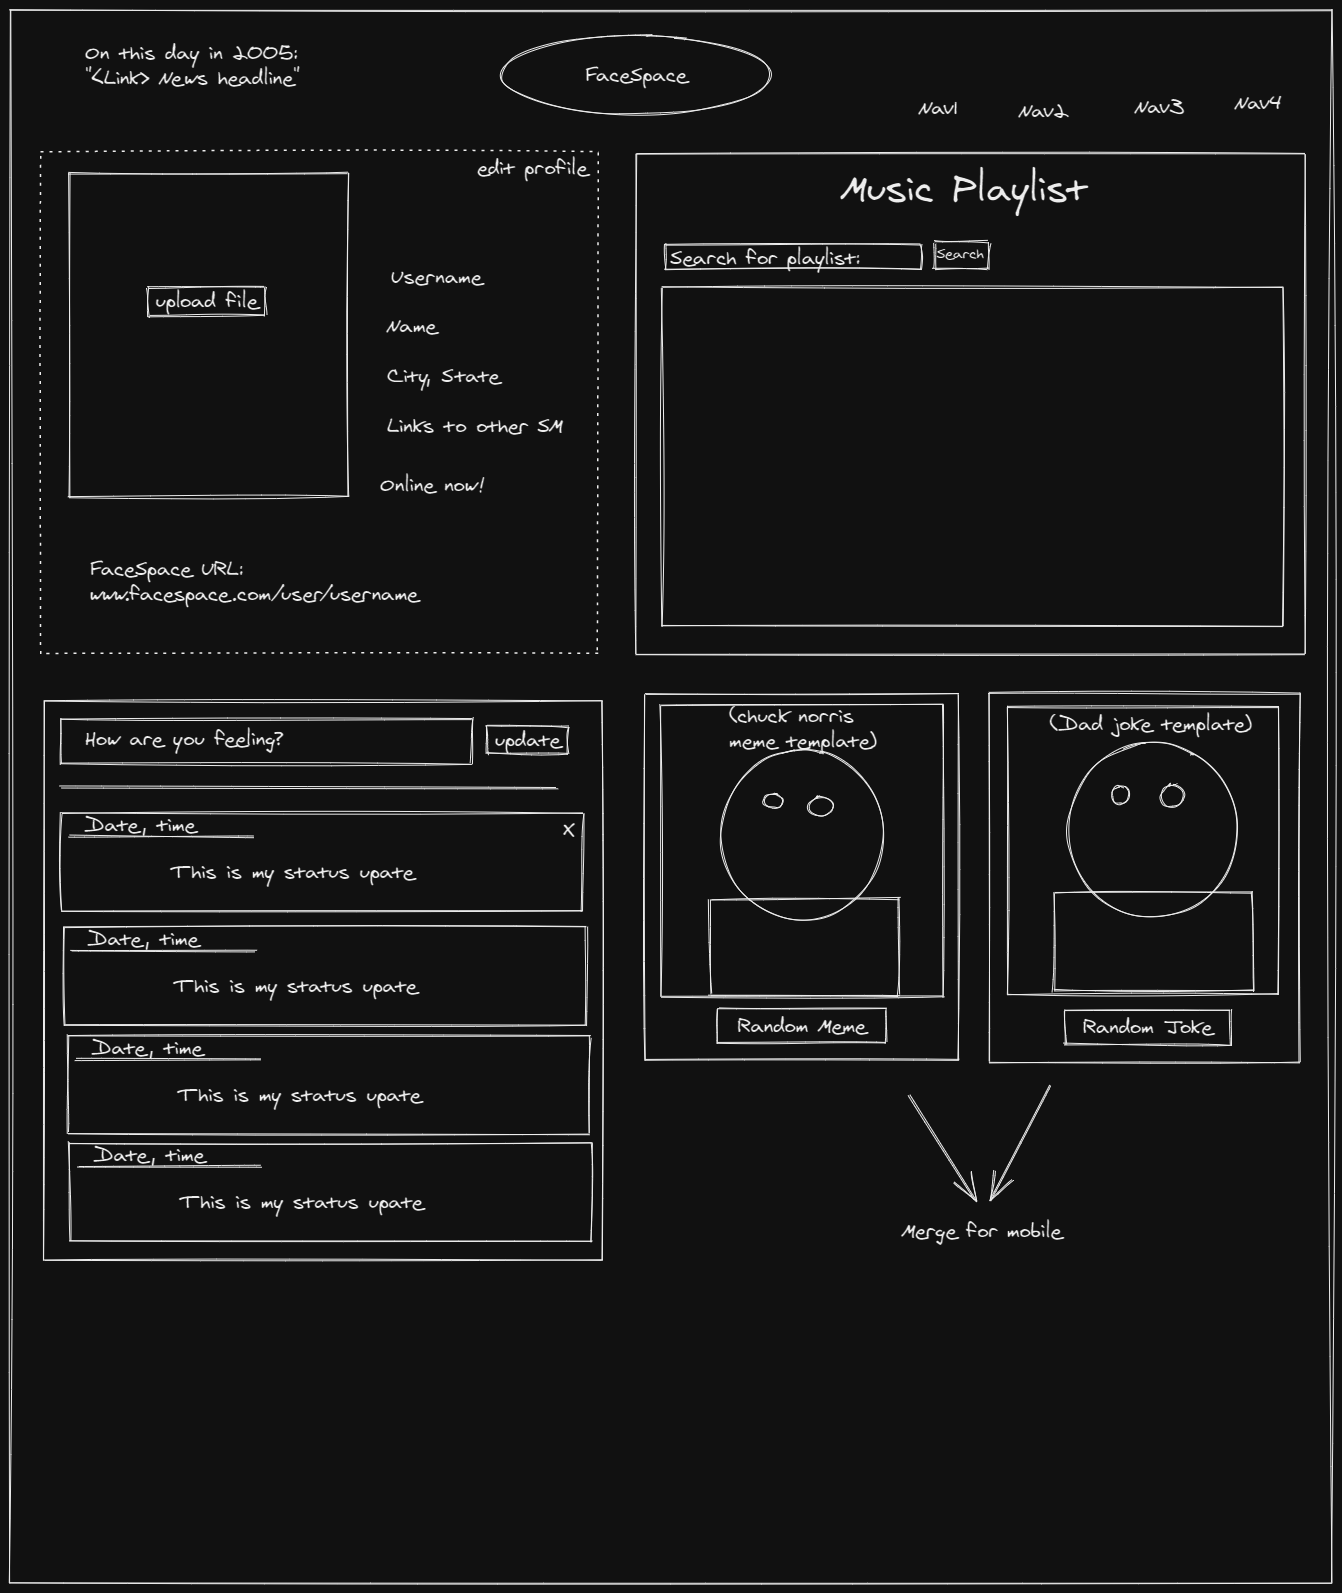 On this day in 2005:
"<Link> News headline"
FaceSpace
Nav1
Nav2
Nav3
Nav4
edit profile
upload file
Username
Name
City, State
Links to other SM
Online now!
FaceSpace URL:
www.facespace.com/user/username
Music Playlist
Search for playlist:
Search
How are you feeling?
update
Date, time
X
This is my status upate
Date, time
This is my status upate
Date, time
This is my status upate
Date, time
This is my status upate
(chuck norris
meme template)
Random Meme
(Dad joke template)
Random Joke
Merge for mobile